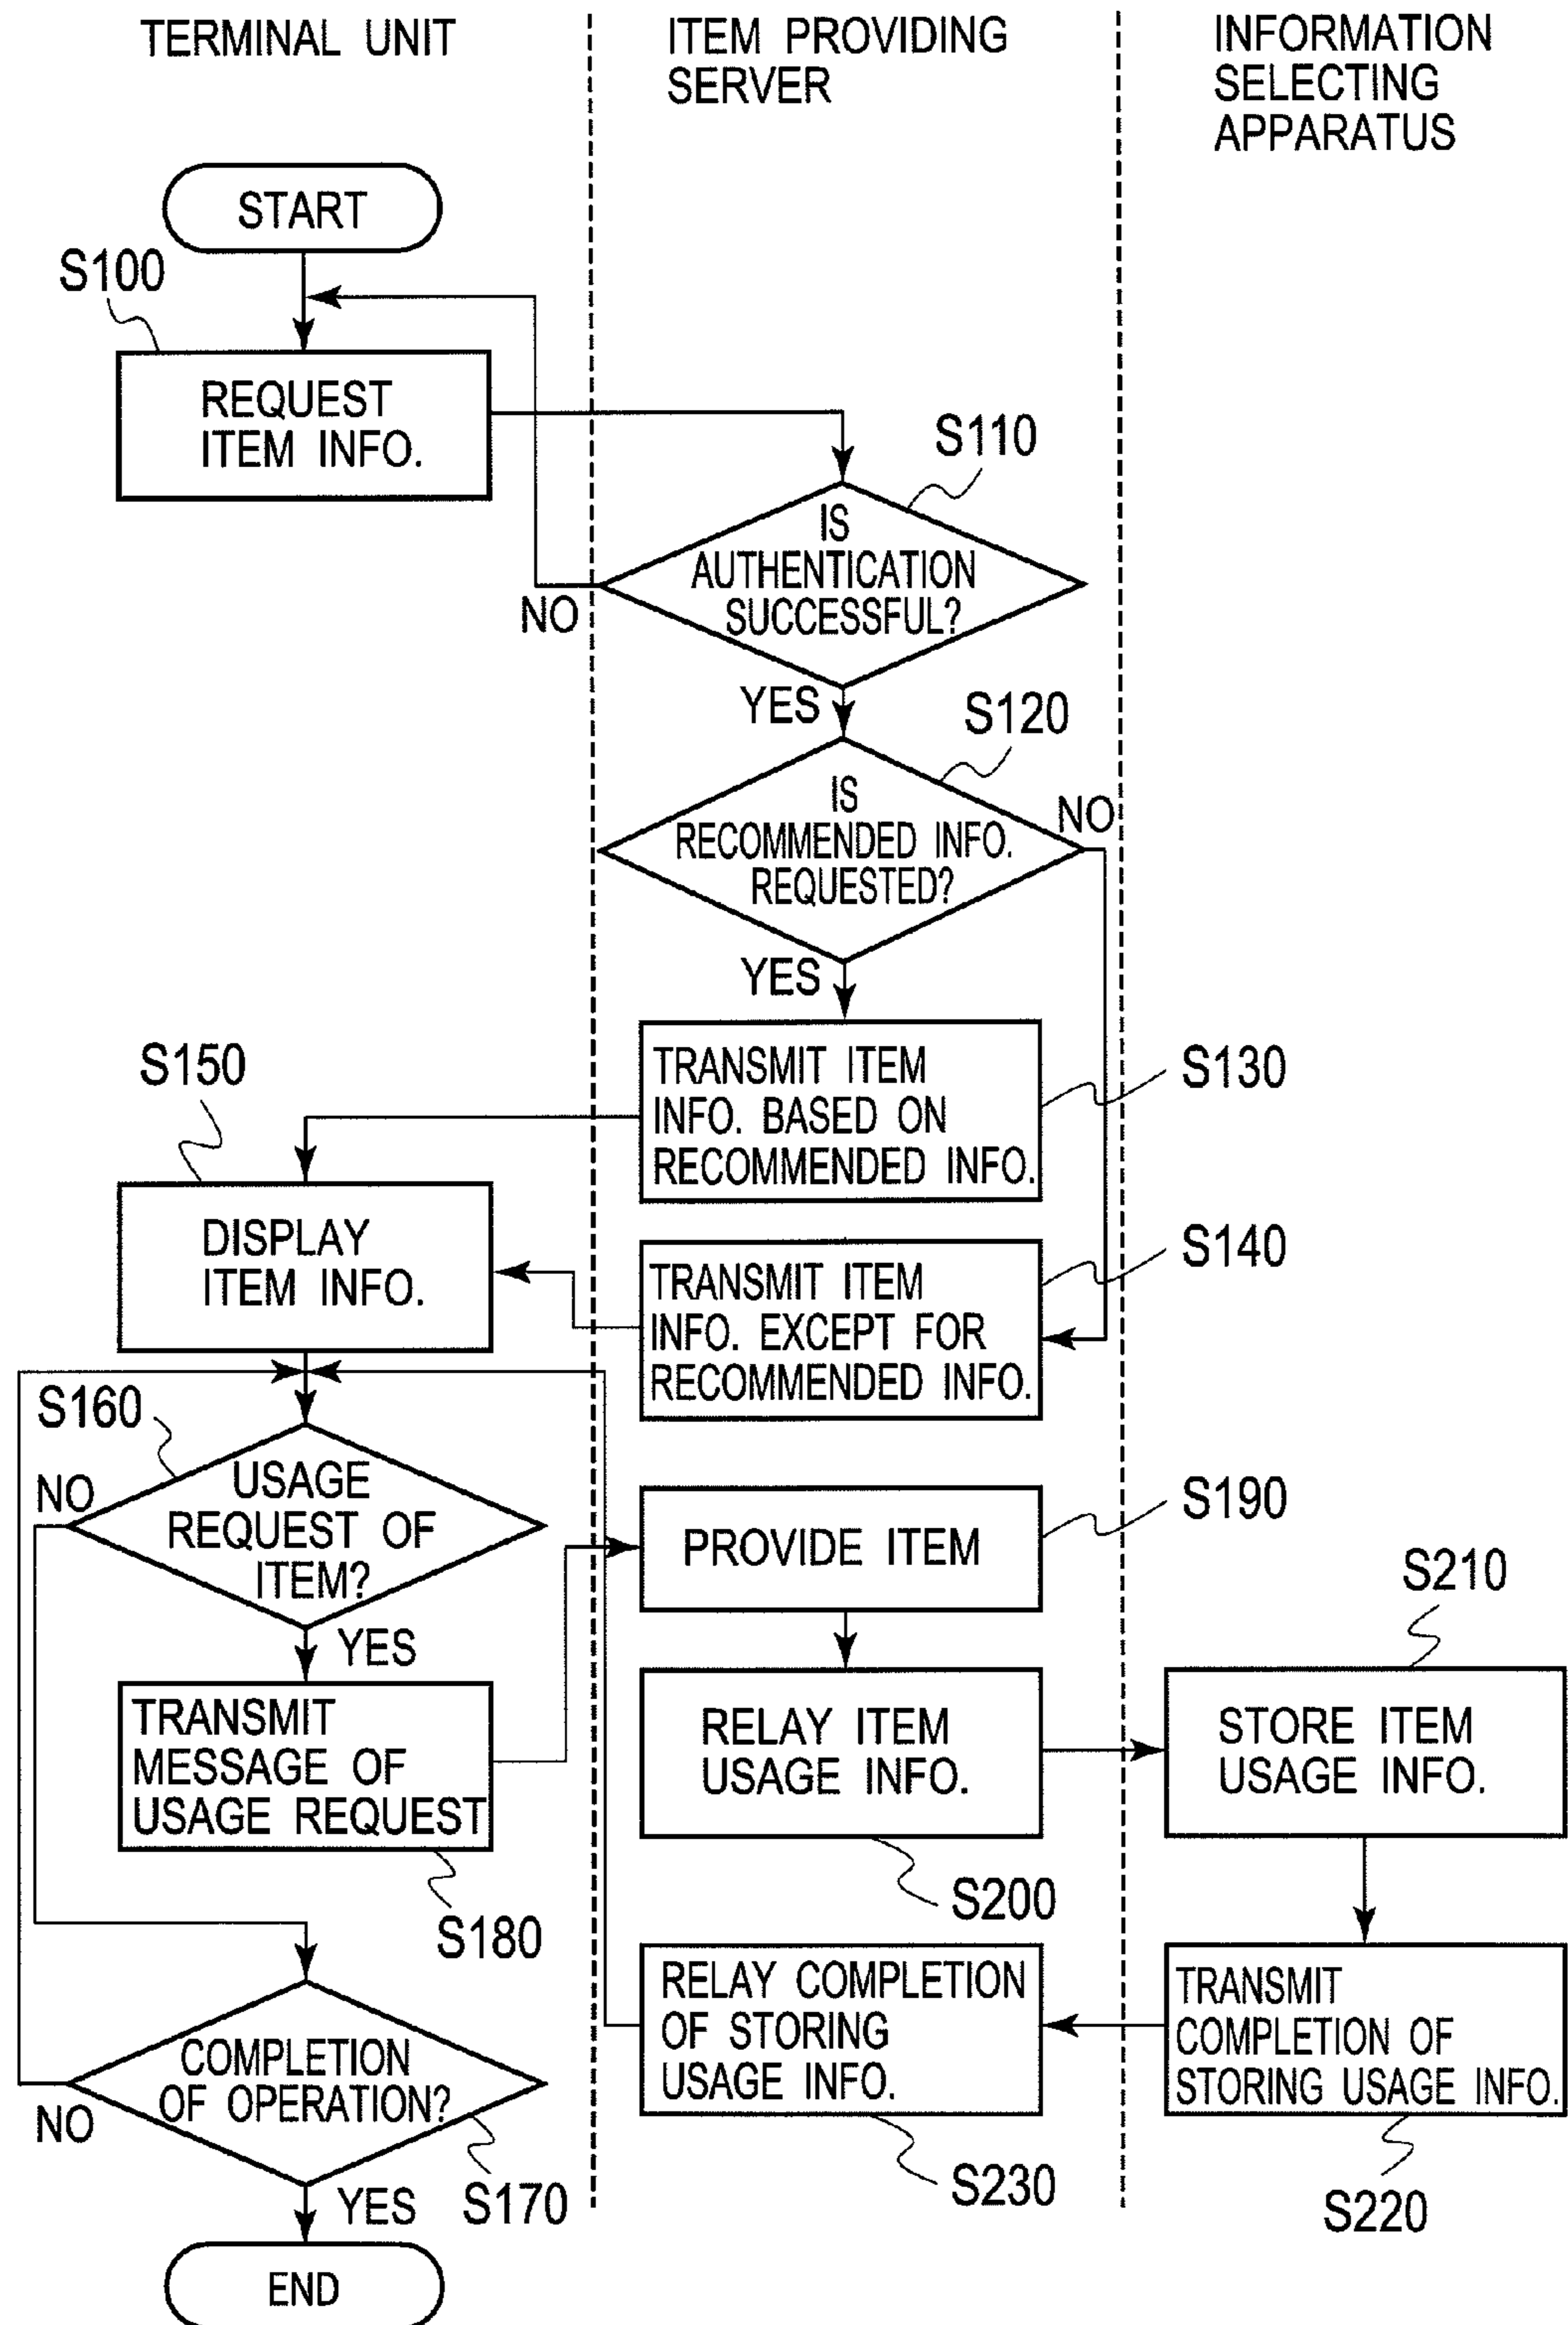 TERMINAL UNIT
ITEM PROVIDING
SERVER
INFORMATION
SELECTING
APPARATUS
START
S100
REQUEST
ITEM INFO.
S110
IS
AUTHENTICATION
SUCCESSFUL?
NO
YES
S120
IS
RECOMMENDED INFO.
REQUESTED?
NO
YES
S130
TRANSMIT ITEM
INFO. BASED ON
RECOMMENDED INFO.
S150
DISPLAY
ITEM INFO.
S140
TRANSMIT ITEM
INFO. EXCEPT FOR
RECOMMENDED INFO.
S160
USAGE
REQUEST OF
ITEM?
NO
YES
S190
PROVIDE ITEM
TRANSMIT
MESSAGE OF
USAGE REQUEST
S180
RELAY ITEM
USAGE INFO.
S200
S210
STORE ITEM
USAGE INFO.
RELAY COMPLETION
OF STORING
USAGE INFO.
S230
TRANSMIT
COMPLETION OF
STORING USAGE INFO.
S220
COMPLETION
OF OPERATION?
NO
S170
YES
END